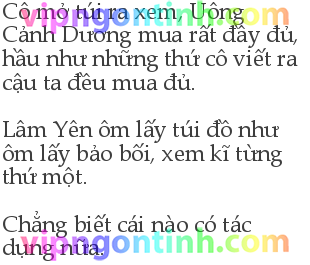 Cô mở túi ra xem, Uông
Cảnh Dương mua rất đầy đủ,
hầu như những thứ cô viết ra
cậu ta đều mua đủ.
Lâm Yên ôm lấy túi đồ như
ôm lấy bảo bối, xem kĩ từng
thứ một.
Chẳng biết cái nào có tác
dụng nữa.
vipngontinh.com
vipngontinh.com